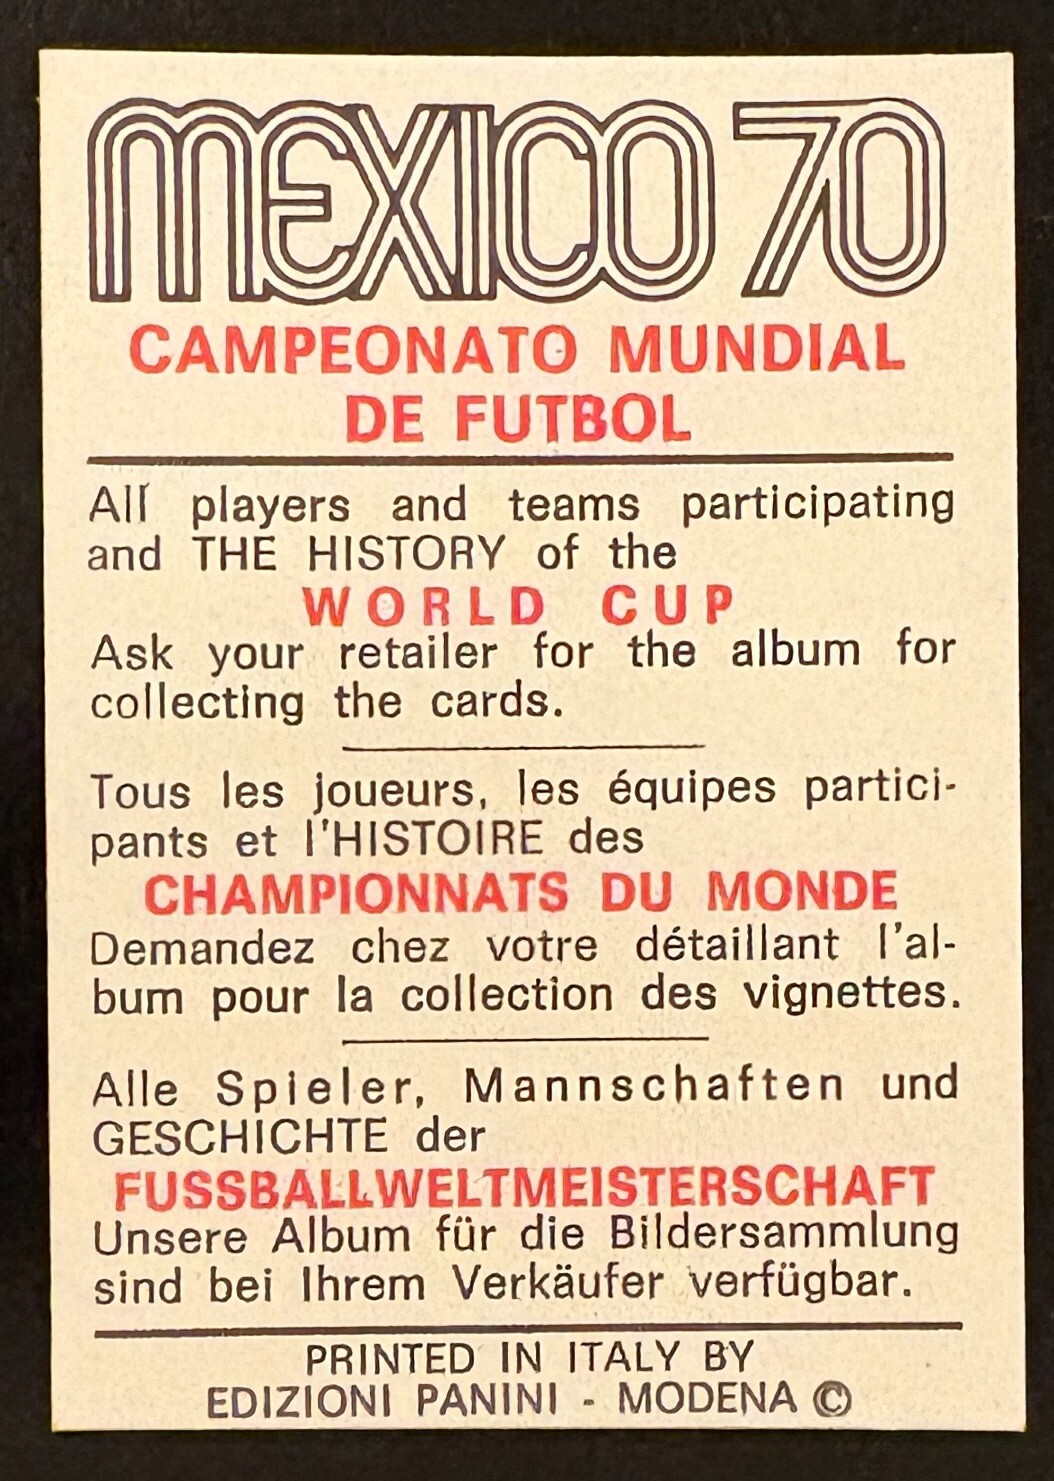 MEXICO 70
CAMPEONATO MUNDIAL
DE FUTBOL
All players and teams participating
and THE HISTORY of the
WORLD CUP
Ask your retailer for the album for
collecting the cards.
Tous les joueurs, les équipes partici-
pants et l'HISTOIRE des
CHAMPIONNATS DU MONDE
Demandez chez votre détaillant l'al-
bum pour la collection des vignettes.
Alle Spieler, Mannschaften und
GESCHICHTE der
FUSSBALLWELTMEISTERSCHAFT
Unsere Album für die Bildersammlung
sind bei Ihrem Verkäufer verfügbar.
PRINTED IN ITALY BY
EDIZIONI PANINI - MODENA ©